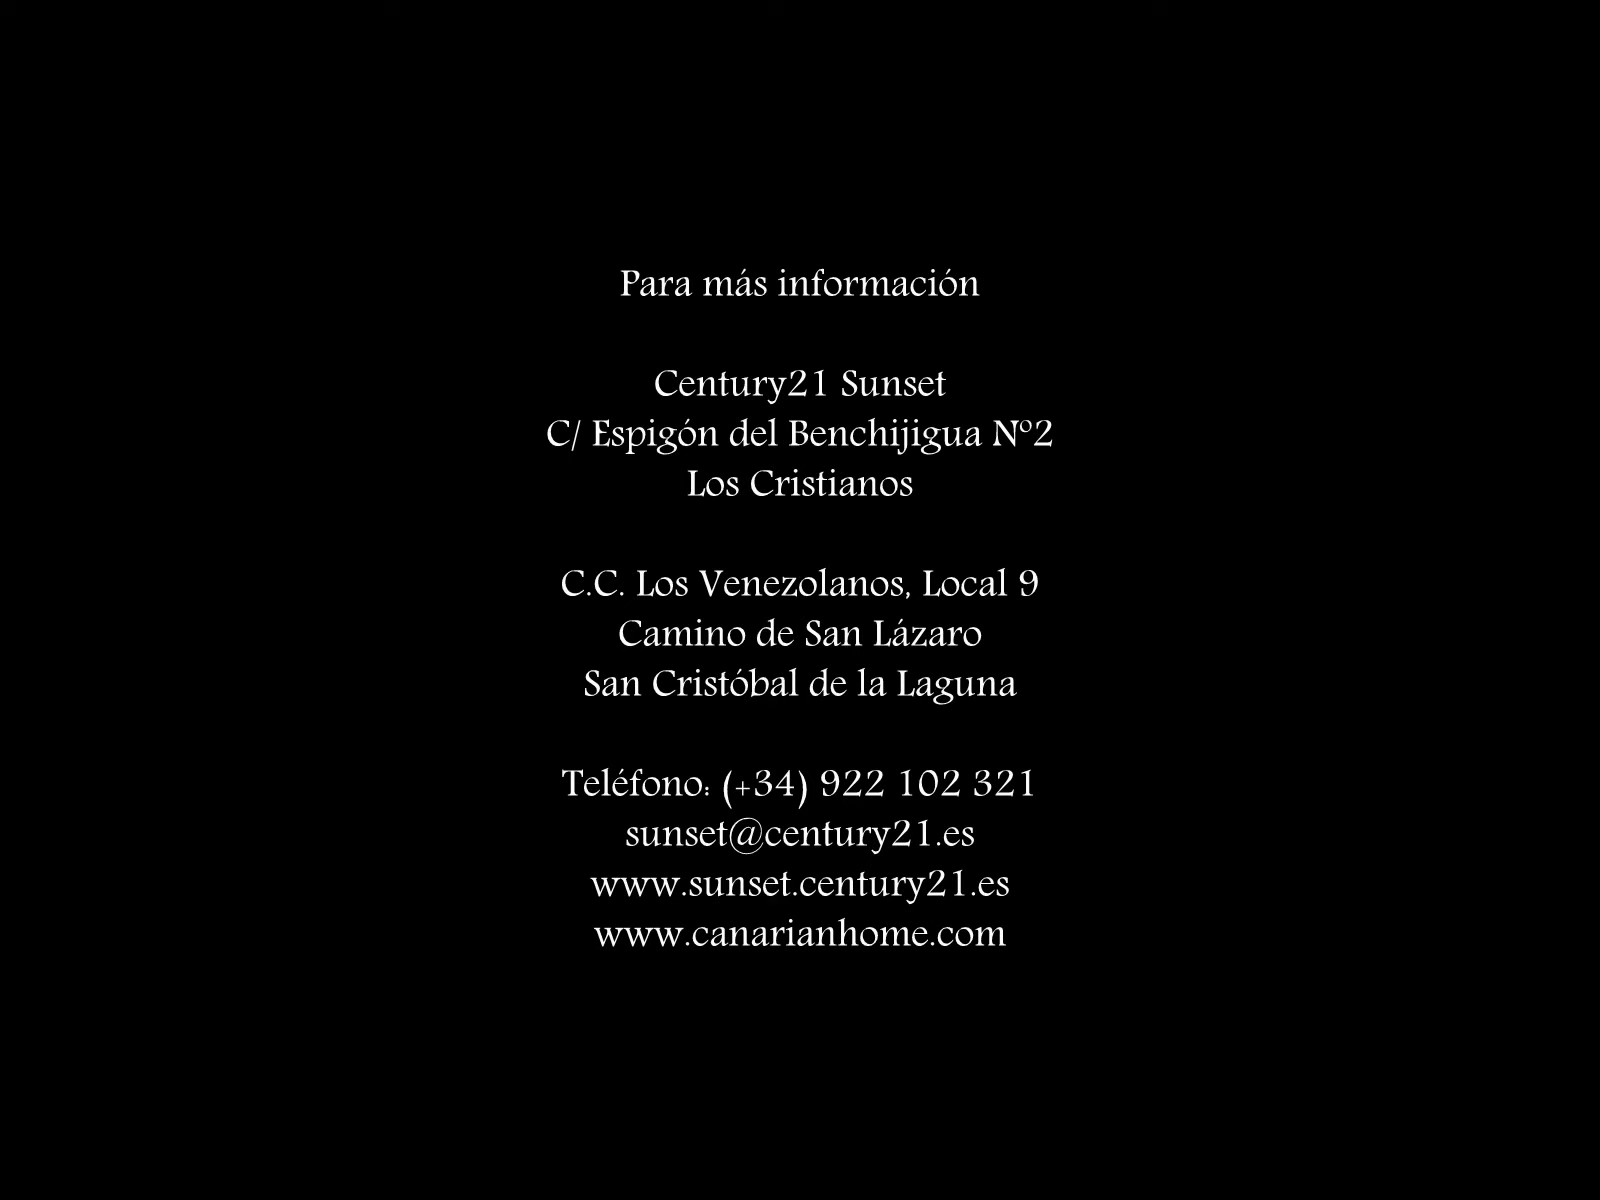 Para más información
Century21 Sunset
C/ Espigón del Benchijigua Nº2
Los Cristianos
C.C. Los Venezolanos, Local 9
Camino de San Lázaro
San Cristóbal de la Laguna
Teléfono: (+34) 922 102 321
sunset@century21.es
www.sunset.century21.es
www.canarianhome.com